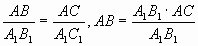 AB/A₁B₁ = AC/A₁C₁, AB = A₁B₁ · AC/A₁B₁